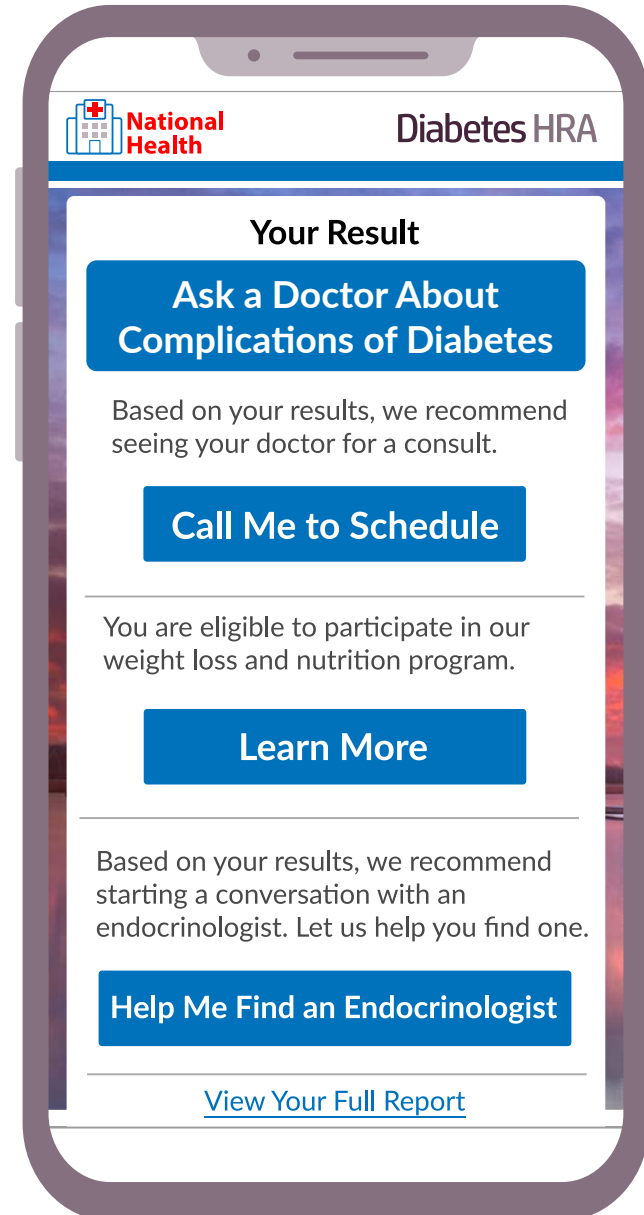 National
Health
Diabetes HRA
Your Result
Ask a Doctor About
Complications of Diabetes
Based on your results, we recommend
seeing your doctor for a consult.
Call Me to Schedule
You are eligible to participate in our
weight loss and nutrition program.
Learn More
Based on your results, we recommend
starting a conversation with an
endocrinologist. Let us help you find one.
Help Me Find an Endocrinologist
View Your Full Report